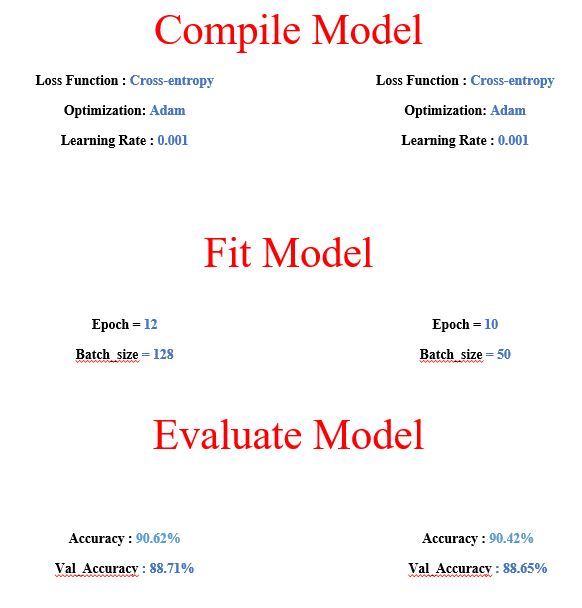 Compile Model
Loss Function : Cross-entropy Loss Function : Cross-entropy
Optimization: Adam Optimization: Adam
Learning Rate : 0.001 Learning Rate : 0.001
Fit Model
Epoch = 12 Epoch = 10
Batch_size = 128 Batch_size = 50
Evaluate Model
Accuracy : 90.62% Accuracy : 90.42%
Val_Accuracy : 88.71% Val_Accuracy : 88.65%